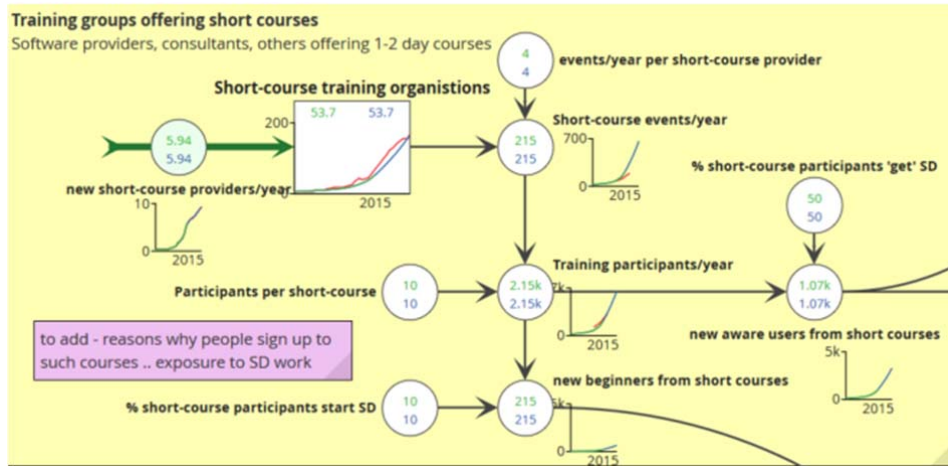 Training groups offering short courses
Software providers, consultants, others offering 1-2 day courses
4
4
events/year per short-course provider
Short-course training organistions
200
53.7 53.7
0
2015
5.94
5.94
new short-course providers/year
10
0
2015
215
215
Short-course events/year
700
0
2015
% short-course participants 'get' SD
50
50
Participants per short-course
10
10
2.15k
2.15k
Training participants/year
7k
0
2015
1.07k
1.07k
new aware users from short courses
5k
0
2015
to add - reasons why people sign up to
such courses .. exposure to SD work
% short-course participants start SD
10
10
215
215
new beginners from short courses
5k
0
2015